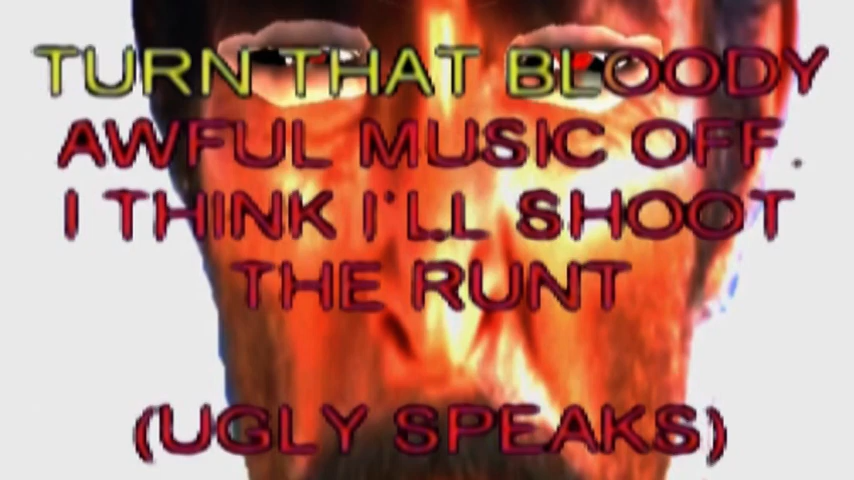 TURN THAT BLOODY
AWFUL MUSIC OFF.
I THINK I'LL SHOOT
THE RUNT
(UGLY SPEAKS)